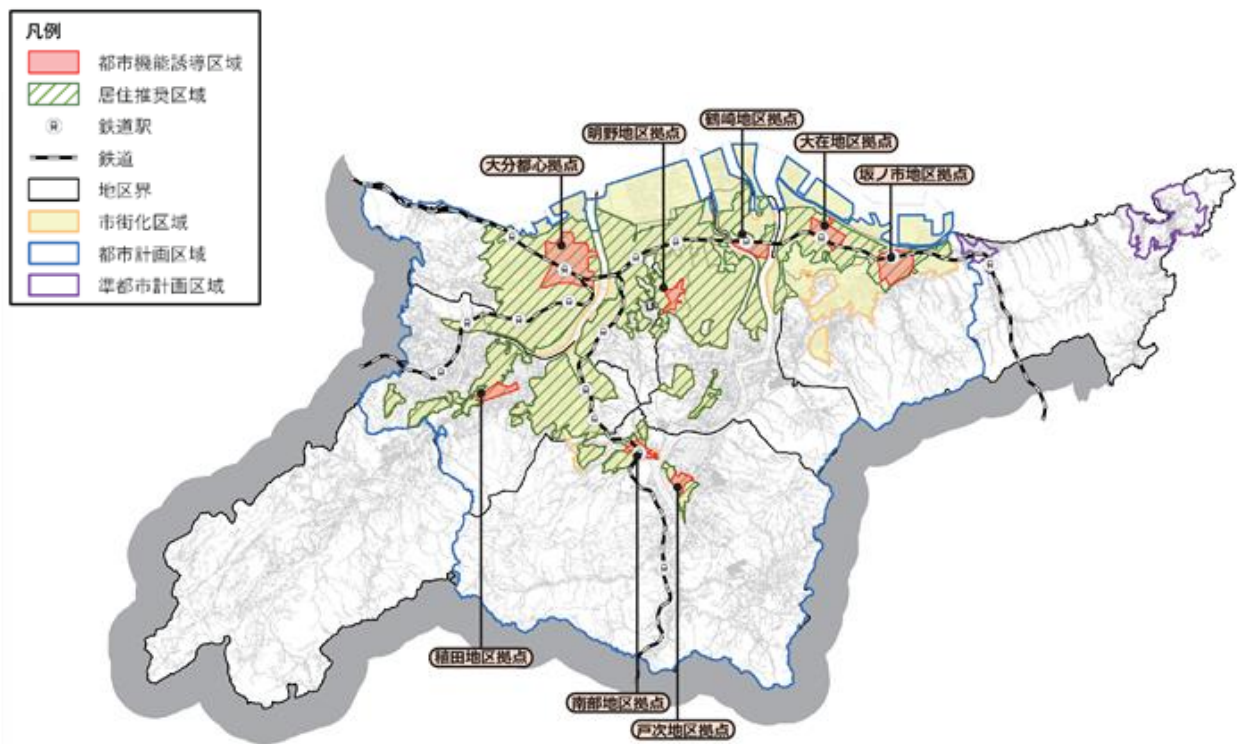 凡例
都市機能誘導区域
居住推奨区域
鉄道駅
鉄道
地区界
市街化区域
都市計画区域
準都市計画区域
鶴崎地区拠点
明野地区拠点
大在地区拠点
大分都心拠点
坂ノ市地区拠点
稙田地区拠点
南部地区拠点
戸次地区拠点